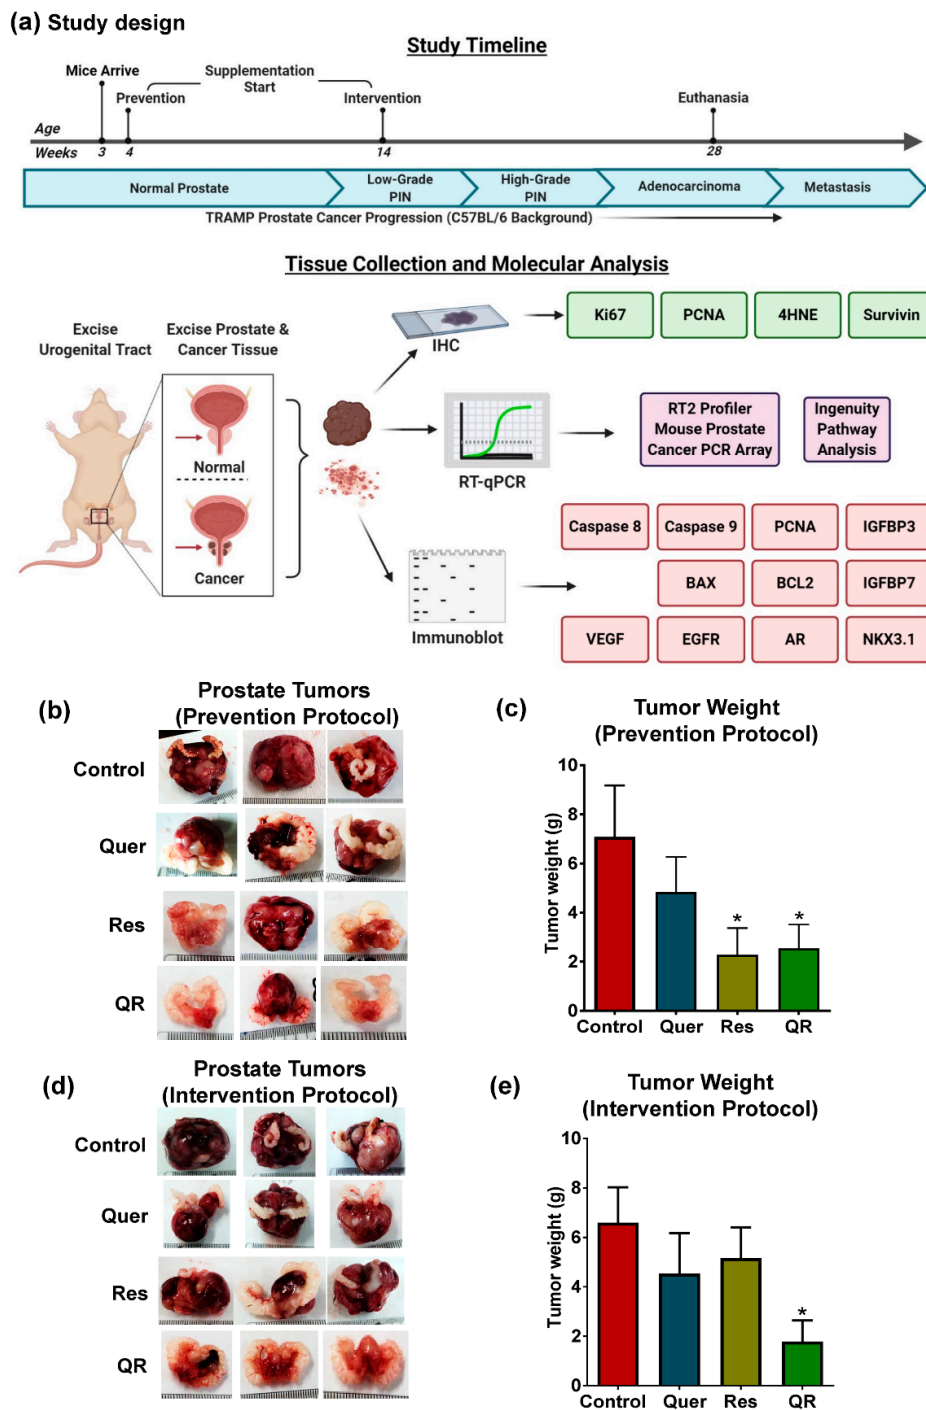 (a) Study design
Study Timeline
Mice Arrive
Supplementation
Start
Prevention
Intervention
Euthanasia
Age
Weeks 3 4 14 28
Normal Prostate
Low-Grade
PIN
High-Grade
PIN
Adenocarcinoma
Metastasis
TRAMP Prostate Cancer Progression (C57BL/6 Background)
Tissue Collection and Molecular Analysis
Excise
Urogenital Tract
Excise Prostate &
Cancer Tissue
Normal
Cancer
IHC
Ki67
PCNA
4HNE
Survivin
RT-qPCR
RT2 Profiler
Mouse Prostate
Cancer PCR Array
Ingenuity
Pathway
Analysis
Immunoblot
Caspase 8
Caspase 9
PCNA
IGFBP3
BAX
BCL2
IGFBP7
VEGF
EGFR
AR
NKX3.1
(b)
Prostate Tumors
(Prevention Protocol)
Control
Quer
Res
QR
(c)
Tumor Weight
(Prevention Protocol)
Tumor weight (g)
10
8
6
4
2
0
* *
Control Quer Res QR
(d)
Prostate Tumors
(Intervention Protocol)
Control
Quer
Res
QR
(e)
Tumor Weight
(Intervention Protocol)
Tumor weight (g)
10
8
6
4
2
0
*
Control Quer Res QR